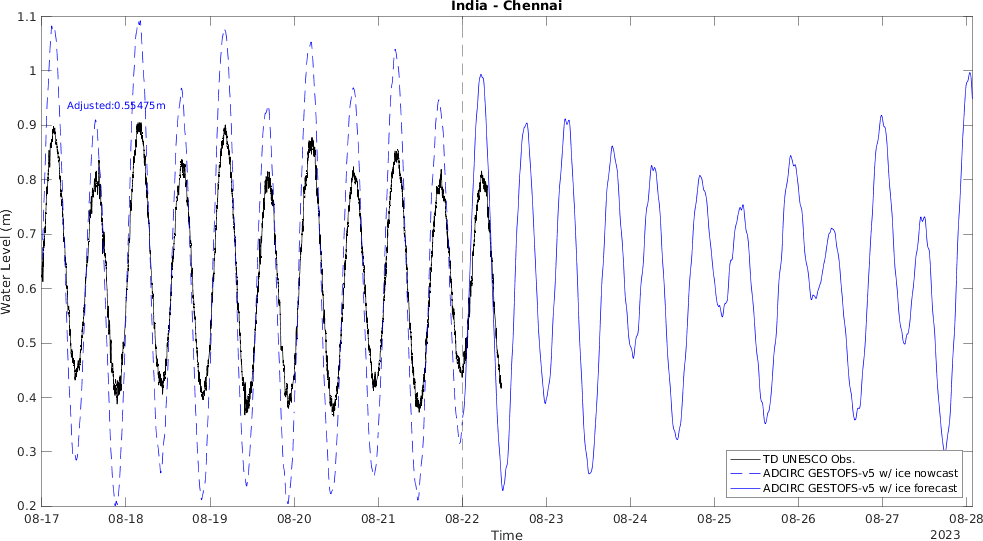 India - Chennai
1.1
1
0.9
0.8
0.7
0.6
0.5
0.4
0.3
0.2
Water Level (m)
Adjusted:0.55475m
TD UNESCO Obs.
ADCIRC GESTOFS-v5 w/ ice nowcast
ADCIRC GESTOFS-v5 w/ ice forecast
08-17 08-18 08-19 08-20 08-21 08-22 08-23 08-24 08-25 08-26 08-27 08-28
Time
2023